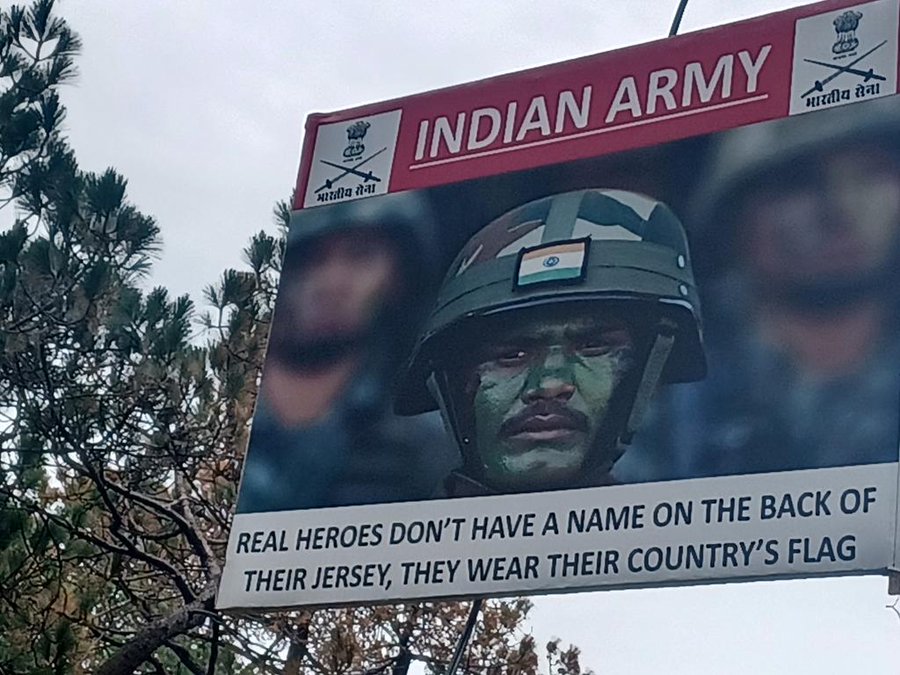 INDIAN ARMY
भारतीय सेना
भारतीय सेना
REAL HEROES DON'T HAVE A NAME ON THE BACK OF
THEIR JERSEY, THEY WEAR THEIR COUNTRY'S FLAG